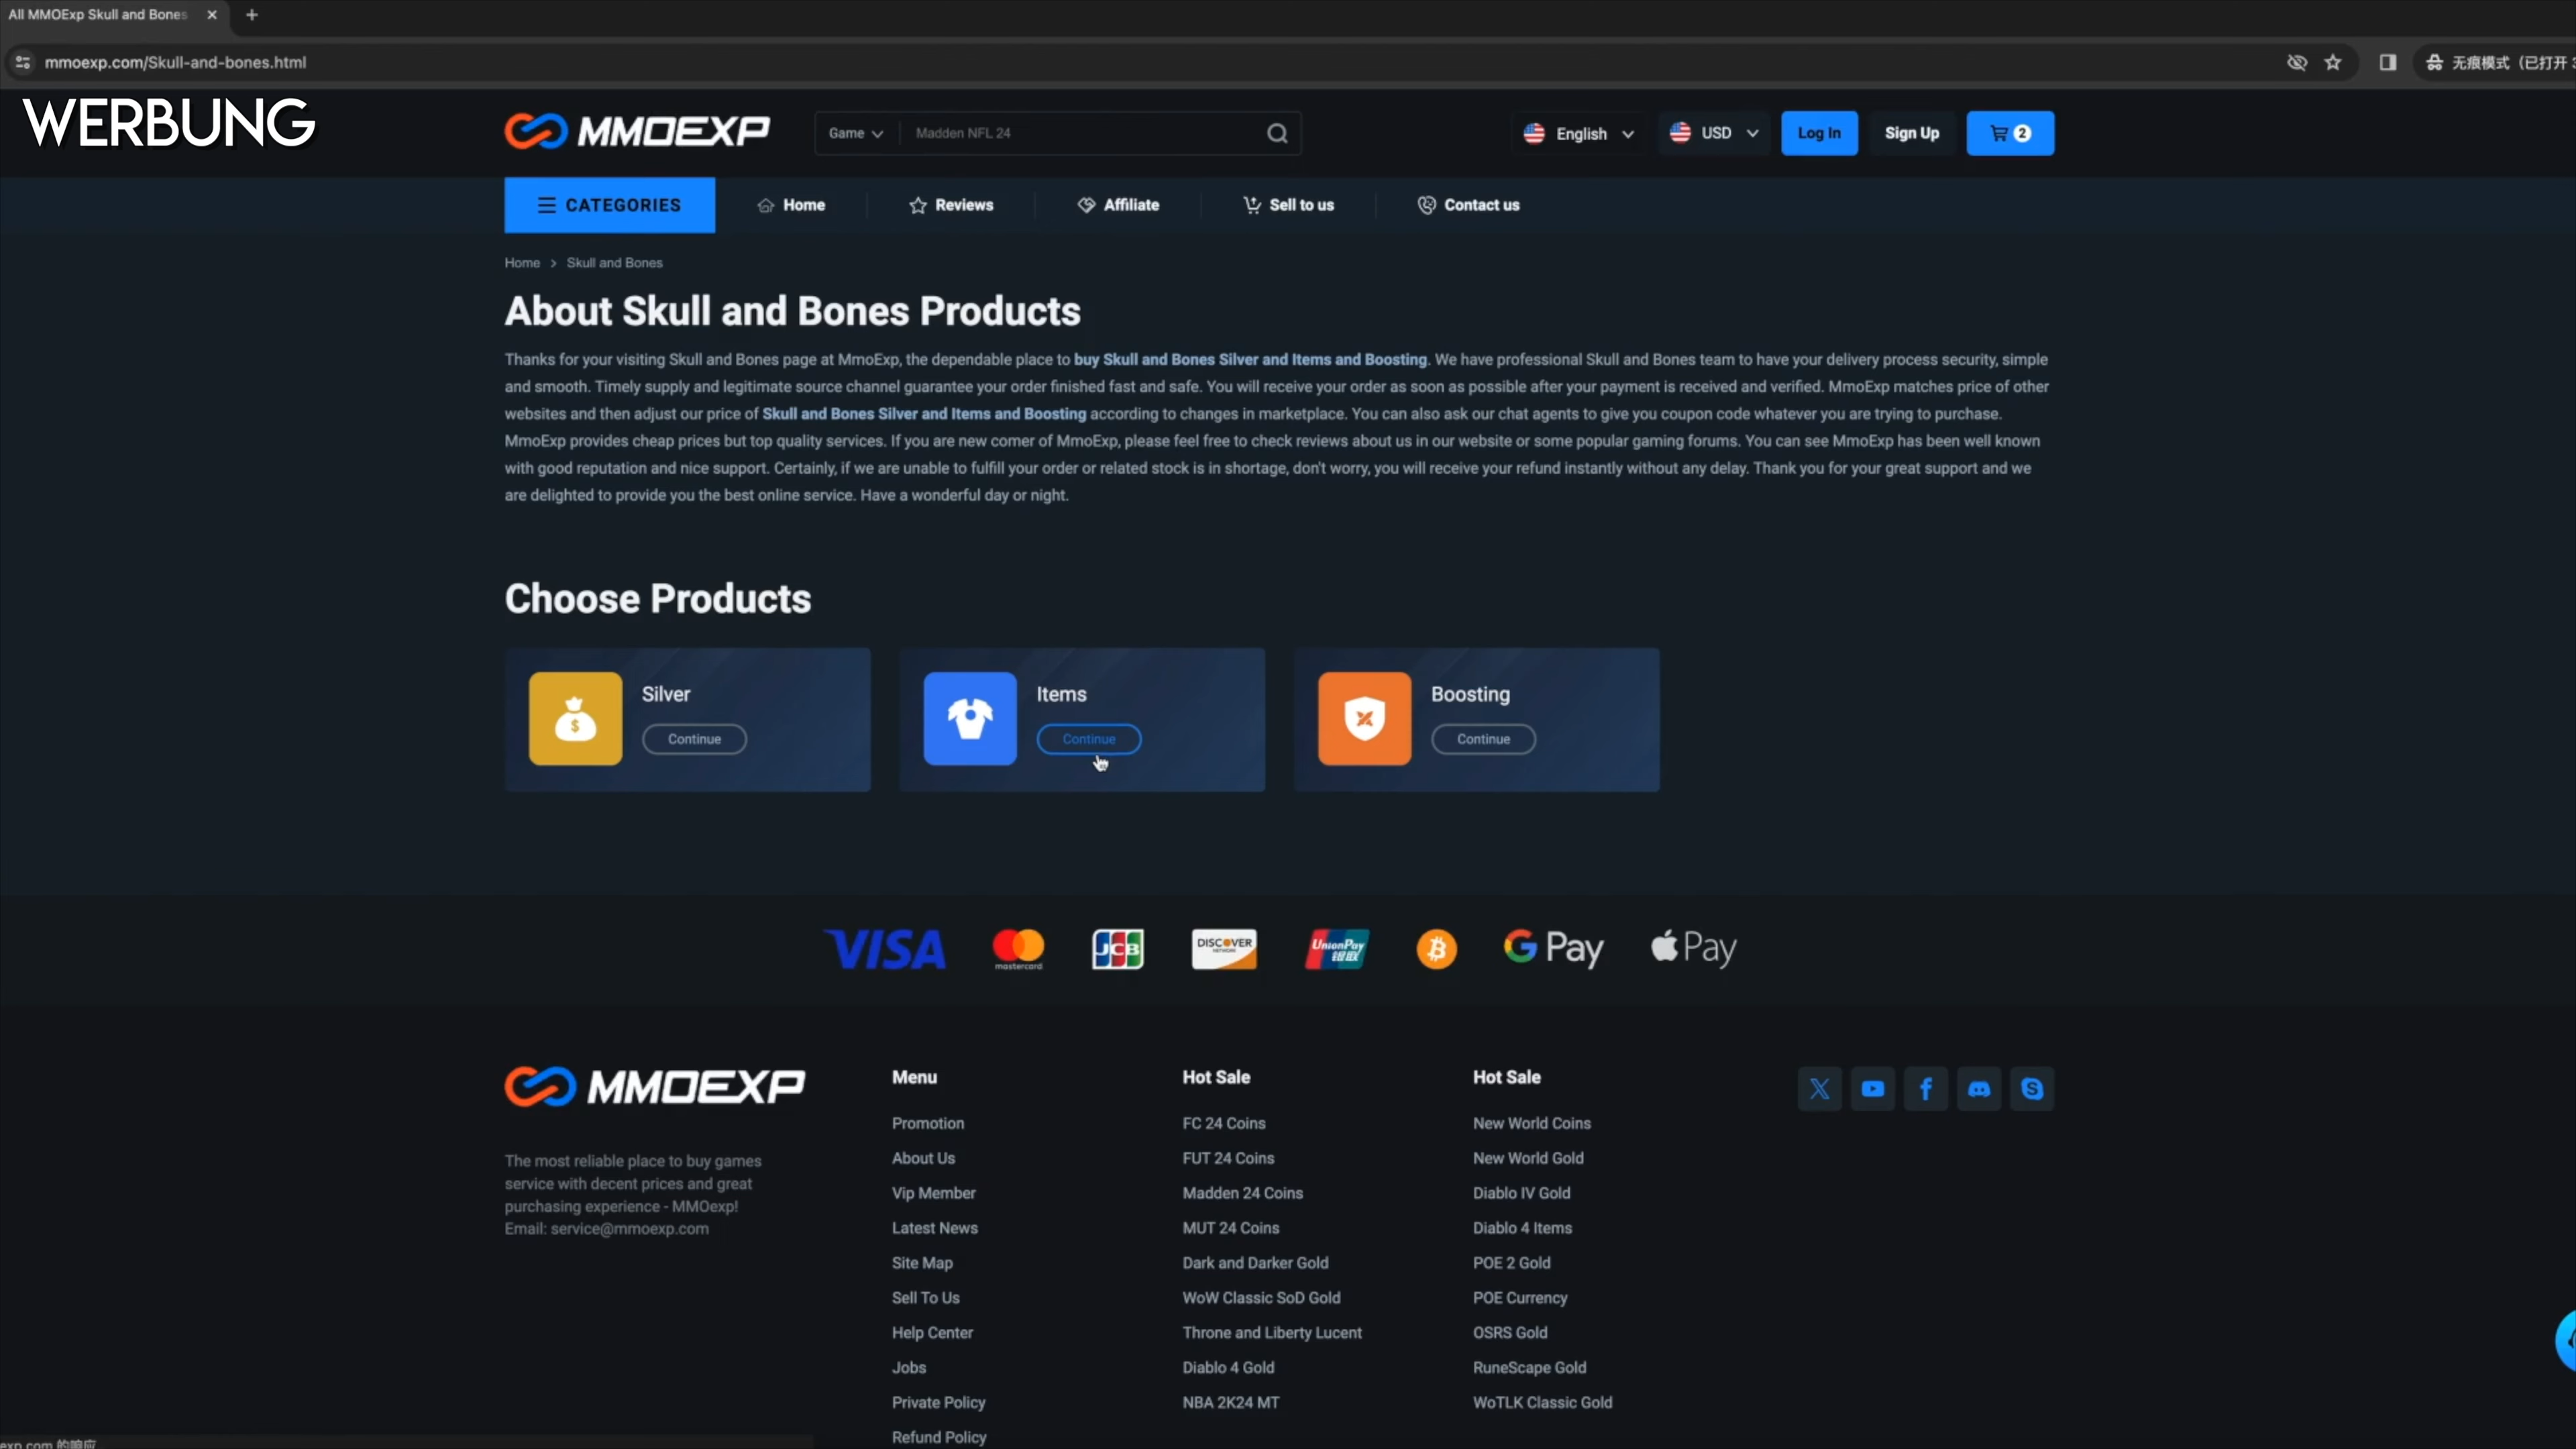 All MMOExp Skull and Bones
mmoexp.com/Skull-and-bones.html
无痕模式（已打开 3
WERBUNG
MMOEXP
Game
Madden NFL 24
English
USD
Log In
Sign Up
2
CATEGORIES
Home
Reviews
Affiliate
Sell to us
Contact us
Home > Skull and Bones
About Skull and Bones Products
Thanks for your visiting Skull and Bones page at MmoExp, the dependable place to buy Skull and Bones Silver and Items and Boosting. We have professional Skull and Bones team to have your delivery process security, simple
and smooth. Timely supply and legitimate source channel guarantee your order finished fast and safe. You will receive your order as soon as possible after your payment is received and verified. MmoExp matches price of other
websites and then adjust our price of Skull and Bones Silver and Items and Boosting according to changes in marketplace. You can also ask our chat agents to give you coupon code whatever you are trying to purchase.
MmoExp provides cheap prices but top quality services. If you are new comer of MmoExp, please feel free to check reviews about us in our website or some popular gaming forums. You can see MmoExp has been well known
with good reputation and nice support. Certainly, if we are unable to fulfill your order or related stock is in shortage, don't worry, you will receive your refund instantly without any delay. Thank you for your great support and we
are delighted to provide you the best online service. Have a wonderful day or night.
Choose Products
Silver
Continue
Items
Continue
Boosting
Continue
VISA
mastercard
JCB
DISCOVER
NETWORK
UnionPay
银联
G Pay
Pay
MMOEXP
The most reliable place to buy games
service with decent prices and great
purchasing experience - MMOexp!
Email: service@mmoexp.com
Menu
Promotion
About Us
Vip Member
Latest News
Site Map
Sell To Us
Help Center
Jobs
Private Policy
Refund Policy
Hot Sale
FC 24 Coins
FUT 24 Coins
Madden 24 Coins
MUT 24 Coins
Dark and Darker Gold
WoW Classic SoD Gold
Throne and Liberty Lucent
Diablo 4 Gold
NBA 2K24 MT
Hot Sale
New World Coins
New World Gold
Diablo IV Gold
Diablo 4 Items
POE 2 Gold
POE Currency
OSRS Gold
RuneScape Gold
WoTLK Classic Gold
exp.com 的响应